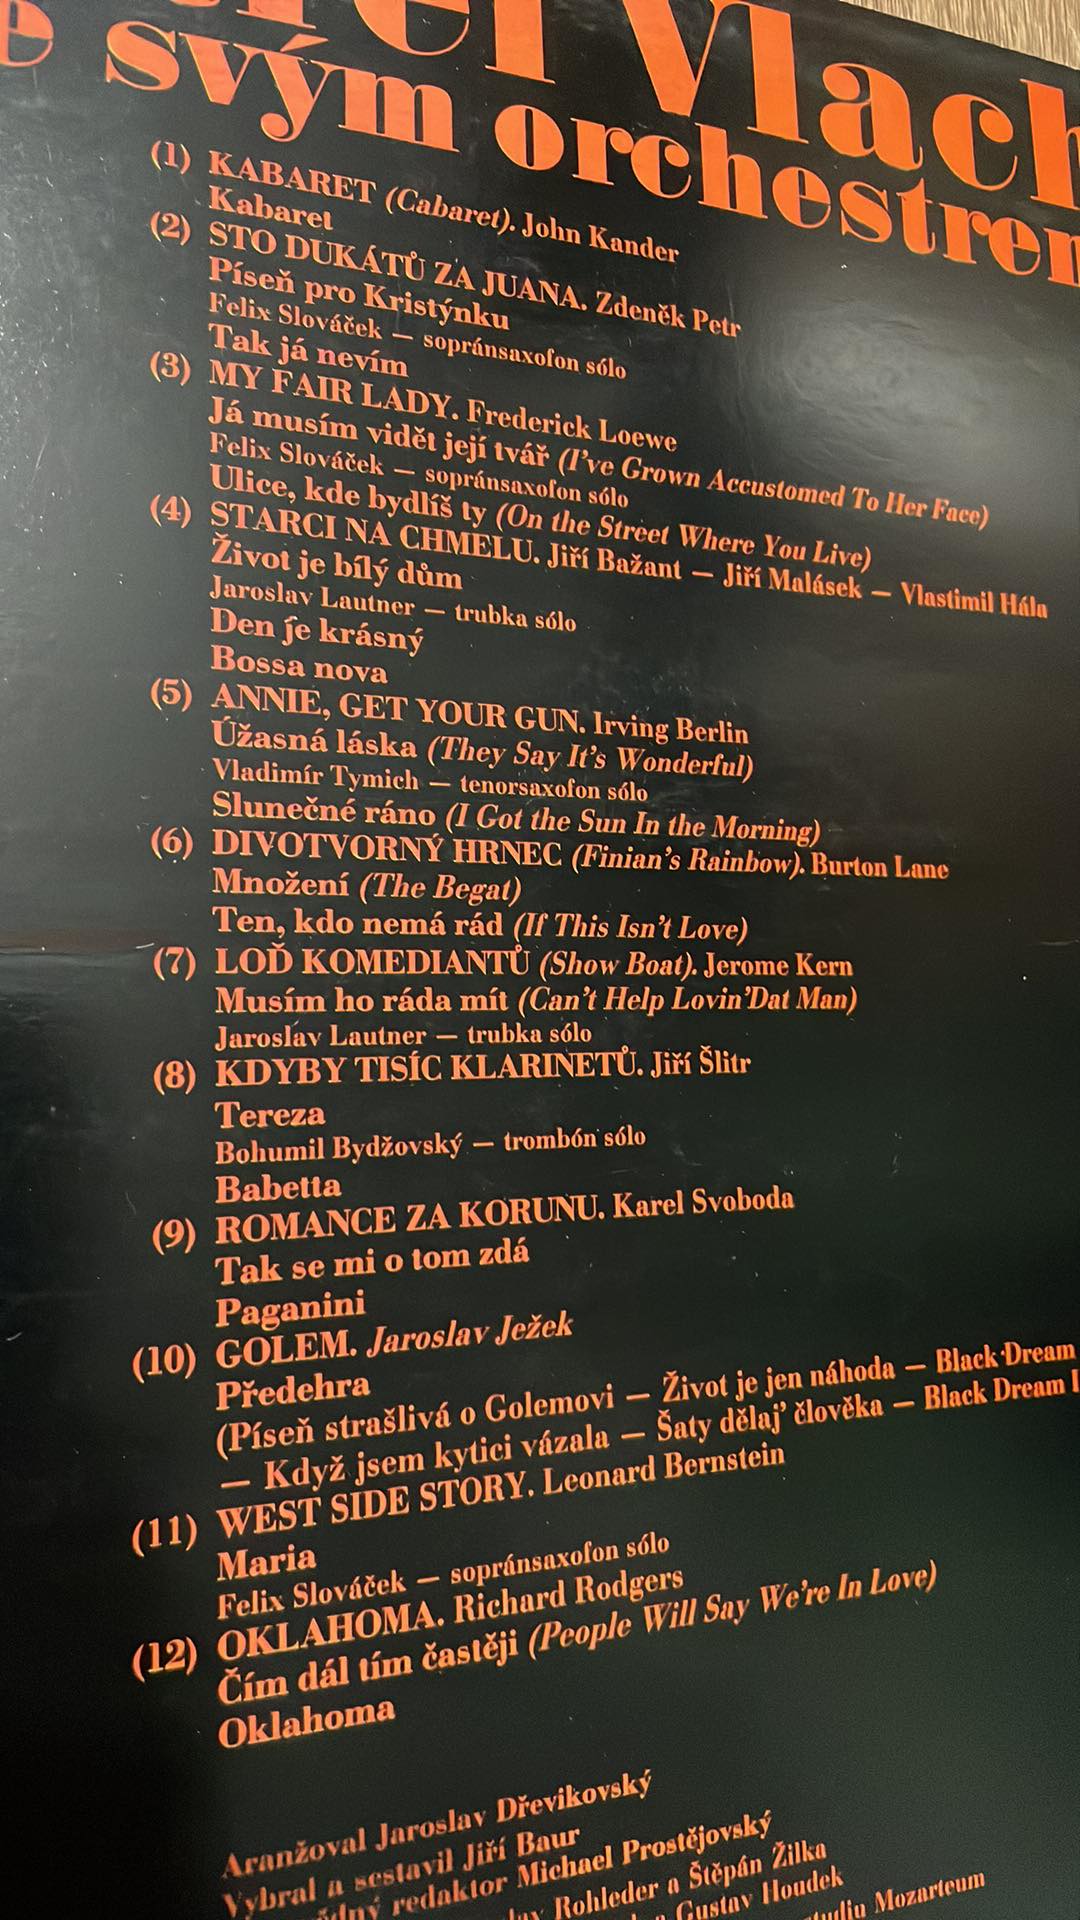 Vlach
svým orchestrem
(1) KABARET (Cabaret). John Kander
Kabaret
(2) STO DUKÁTŮ ZA JUANA. Zdeněk Petr
Píseň pro Kristýnku
Felix Slováček — sopránsaxofon sólo
Tak já nevím
(3) MY FAIR LADY. Frederick Loewe
Já musím vidět její tvář (I've Grown Accustomed To Her Face)
Felix Slováček — sopránsaxofon sólo
Ulice, kde bydlíš ty (On the Street Where You Live)
(4) STARCI NA CHMELU. Jiří Bažant — Jiří Malásek — Vlastimil Hála
Život je bílý dům
Jaroslav Lautner — trubka sólo
Den je krásný
Bossa nova
(5) ANNIE, GET YOUR GUN. Irving Berlin
Úžasná láska (They Say It's Wonderful)
Vladimír Tymich — tenorsaxofon sólo
Slunečné ráno (I Got the Sun In the Morning)
(6) DIVOTVORNÝ HRNEC (Finian's Rainbow). Burton Lane
Množení (The Begat)
Ten, kdo nemá rád (If This Isn't Love)
(7) LOĎ KOMEDIANTŮ (Show Boat). Jerome Kern
Musím ho ráda mít (Can't Help Lovin'Dat Man)
Jaroslav Lautner — trubka sólo
(8) KDYBY TISÍC KLARINETŮ. Jiří Šlitr
Tereza
Bohumil Bydžovský — trombón sólo
Babetta
(9) ROMANCE ZA KORUNU. Karel Svoboda
Tak se mi o tom zdá
Paganini
(10) GOLEM. Jaroslav Ježek
Předehra
(Píseň strašlivá o Golemovi — Život je jen náhoda — Black Dream
— Když jsem kytici vázala — Šaty dělaj' člověka — Black Dream
(11) WEST SIDE STORY. Leonard Bernstein
Maria
Felix Slováček — sopránsaxofon sólo
(12) OKLAHOMA. Richard Rodgers
Čím dál tím častěji (People Will Say We're In Love)
Oklahoma
Aranžoval Jaroslav Dřevikovský
Vybral a sestavil Jiří Baur
redaktor Michael Prostějovský
Rohleder a Štěpán Žilka
Gustav Houdek
studiu Mozarteum